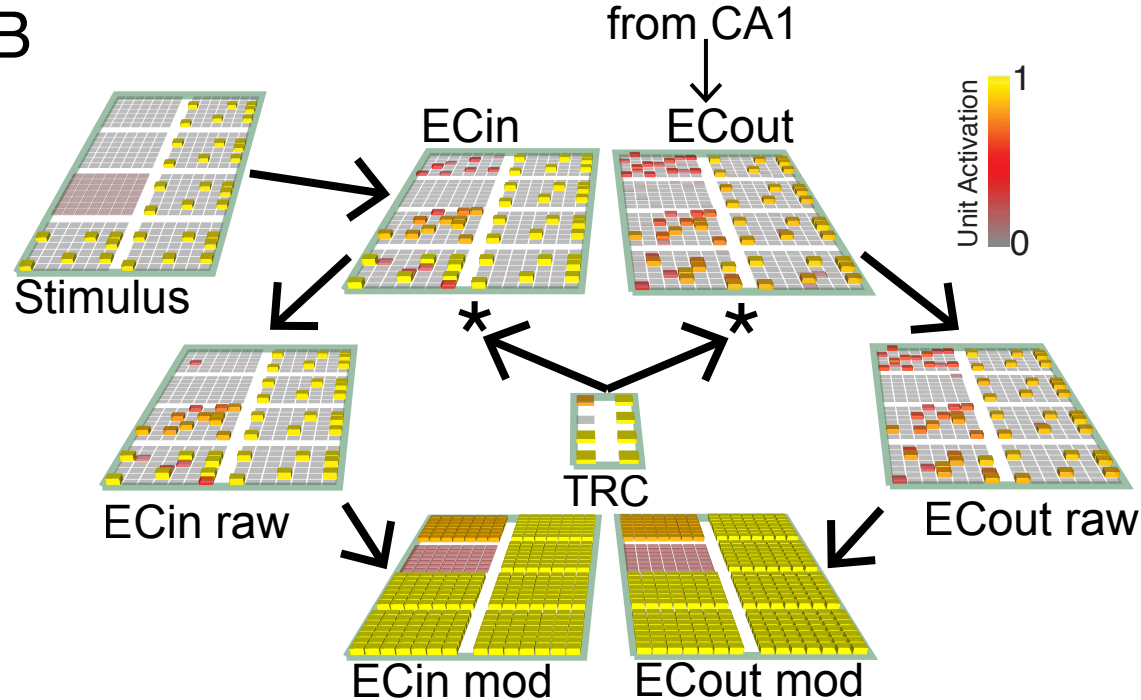 B
from CA1
ECin
ECout
1
Unit Activation
0
Stimulus
*
*
TRC
ECin raw
ECout raw
ECin mod
ECout mod